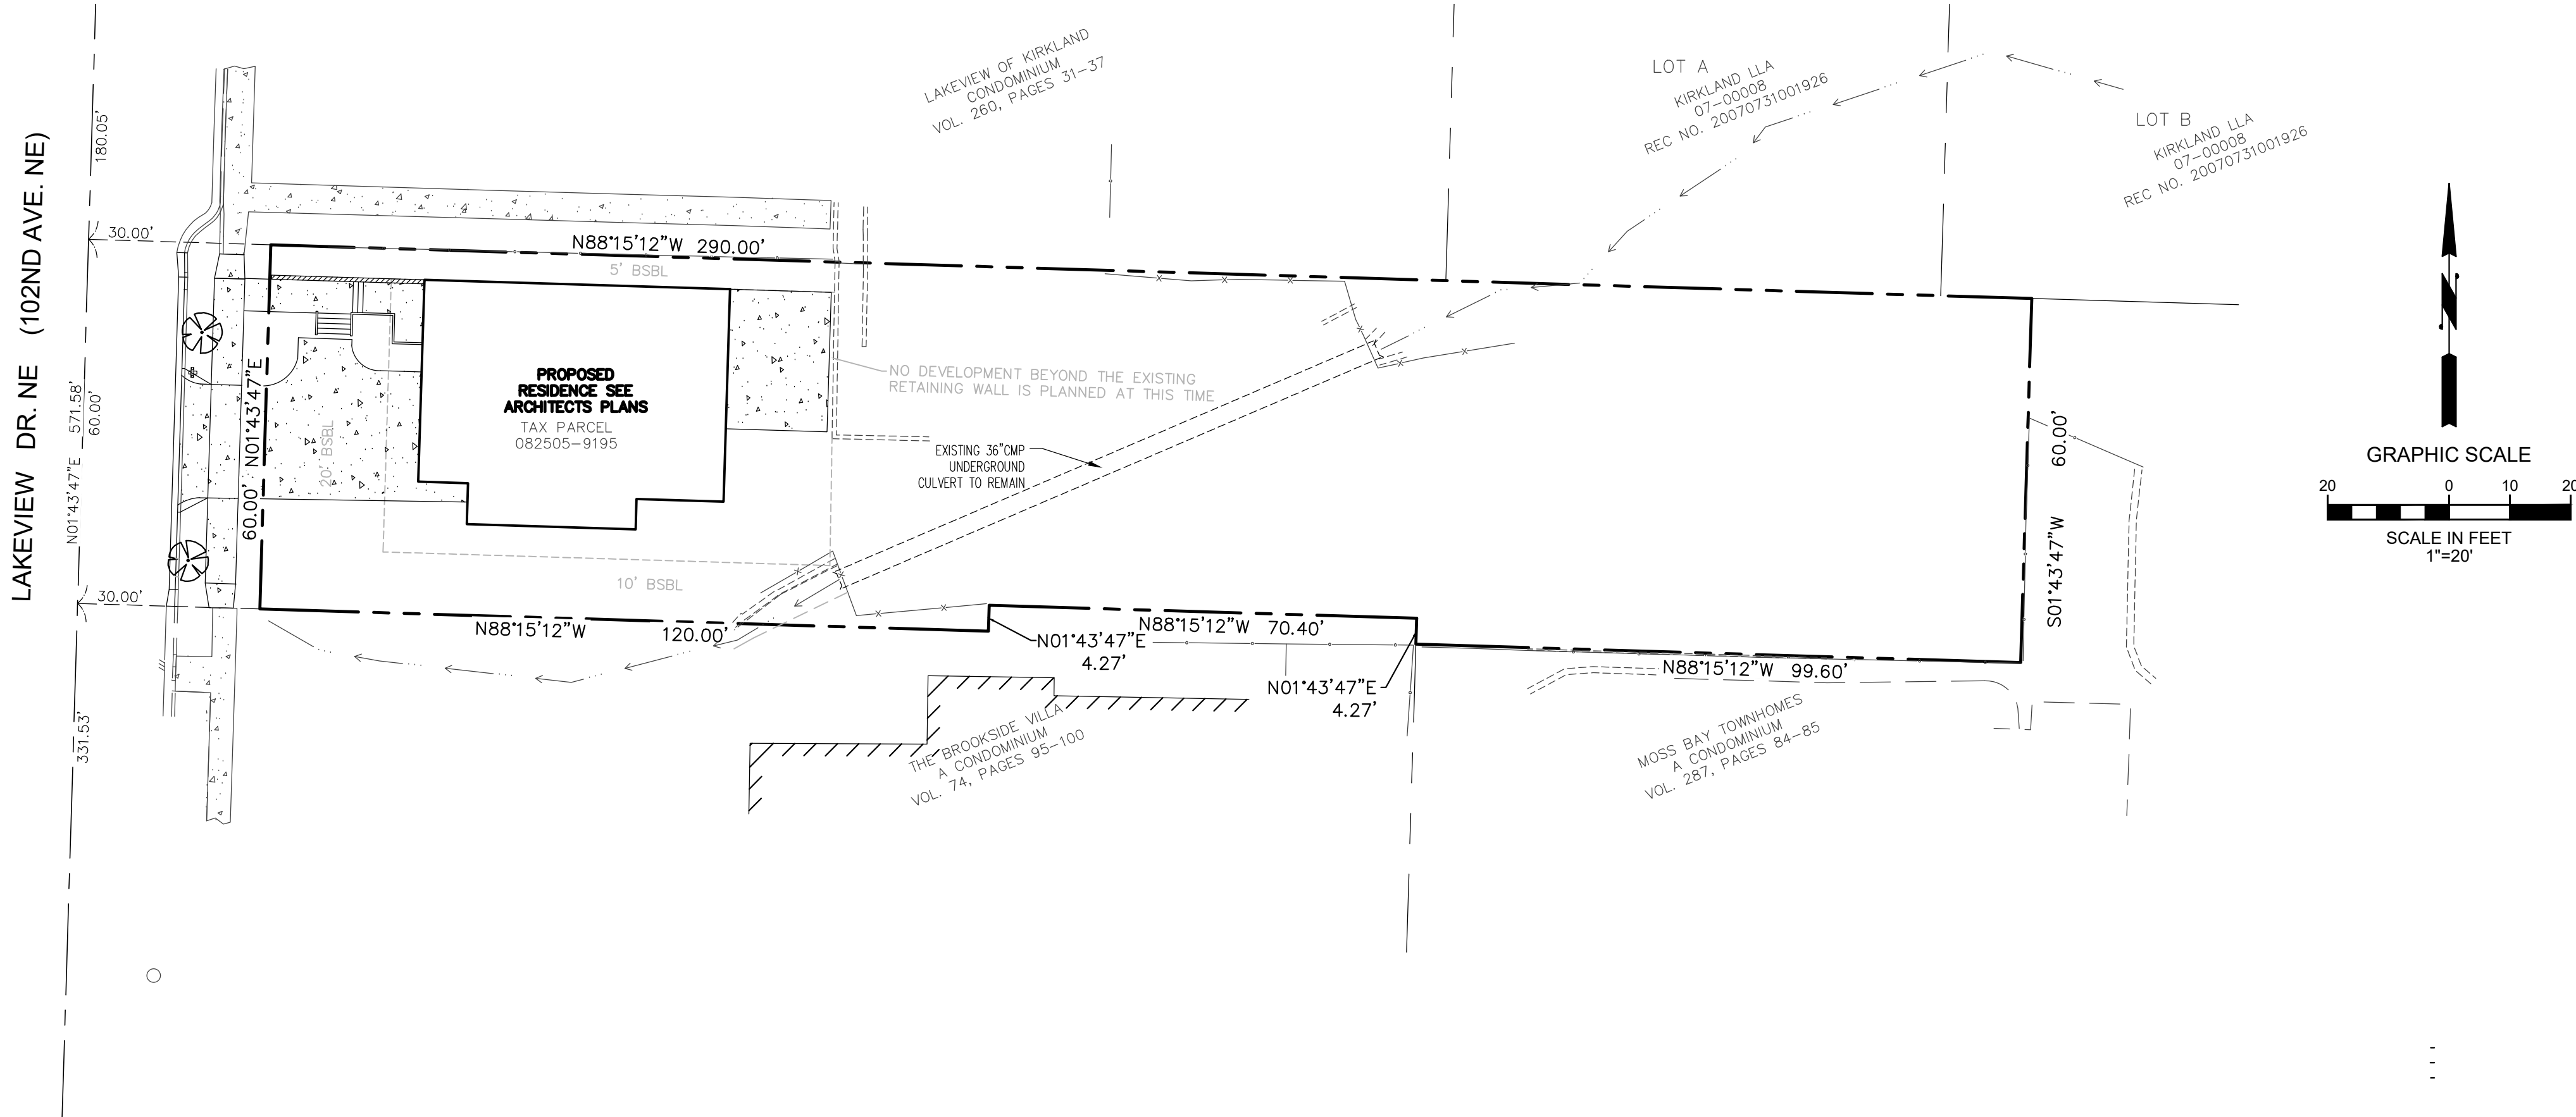 LAKEVIEW DR. NE (102ND AVE. NE)
180.05'
N01°43'47"E 571.58'
60.00'
331.53'
30.00'
30.00'
LAKEVIEW OF KIRKLAND
CONDOMINIUM
VOL. 260, PAGES 31-37
LOT A
KIRKLAND LLA
07-00008
REC NO. 20070731001926
LOT B
KIRKLAND LLA
07-00008
REC NO. 20070731001926
N88°15'12"W 290.00'
5' BSBL
60.00' N01°43'47"E
20' BSBL
PROPOSED
RESIDENCE SEE
ARCHITECTS PLANS
TAX PARCEL
082505-9195
NO DEVELOPMENT BEYOND THE EXISTING
RETAINING WALL IS PLANNED AT THIS TIME
EXISTING 36"CMP
UNDERGROUND
CULVERT TO REMAIN
10' BSBL
N88°15'12"W 120.00'
N01°43'47"E
4.27'
N88°15'12"W 70.40'
N01°43'47"E
4.27'
N88°15'12"W 99.60'
S01°43'47"W 60.00'
THE BROOKSIDE VILLA
A CONDOMINIUM
VOL. 74, PAGES 95-100
MOSS BAY TOWNHOMES
A CONDOMINIUM
VOL. 287, PAGES 84-85
N
GRAPHIC SCALE
20 0 10 20
SCALE IN FEET
1"=20'